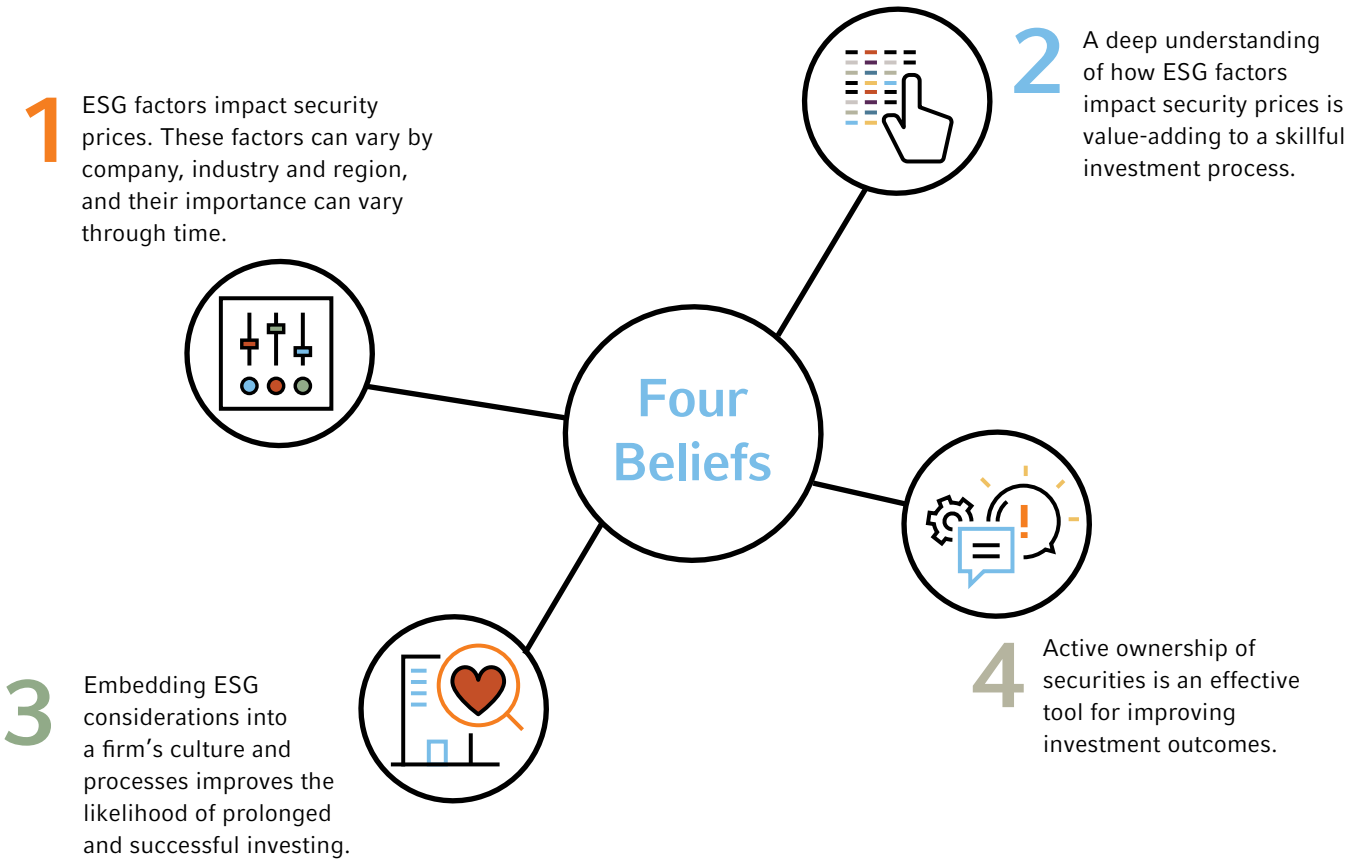 1
ESG factors impact security
prices. These factors can vary by
company, industry and region,
and their importance can vary
through time.
2
A deep understanding
of how ESG factors
impact security prices is
value-adding to a skillful
investment process.
Four
Beliefs
!
3
Embedding ESG
considerations into
a firm’s culture and
processes improves the
likelihood of prolonged
and successful investing.
4
Active ownership of
securities is an effective
tool for improving
investment outcomes.